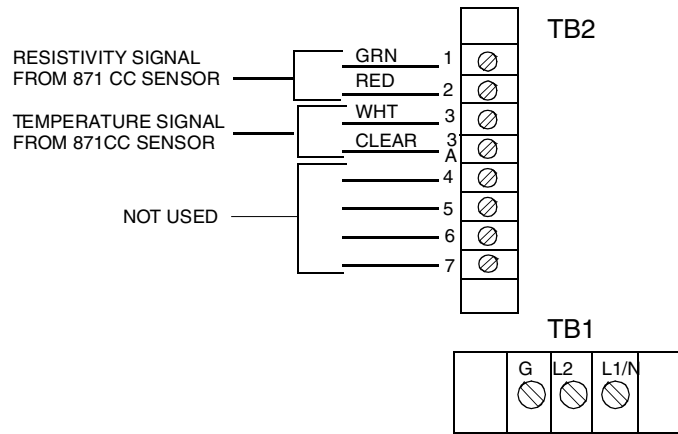 TB2
RESISTIVITY SIGNAL
FROM 871 CC SENSOR
GRN 1
RED 2
TEMPERATURE SIGNAL
FROM 871CC SENSOR
WHT 3
CLEAR 3
A
4
5
NOT USED
6
7
TB1
G L2 L1/N